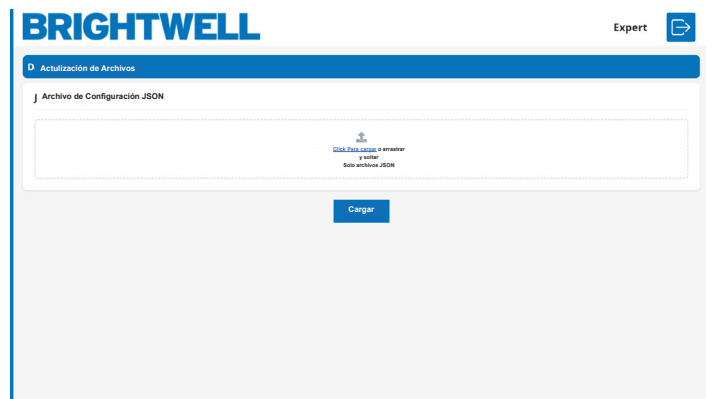 BRIGHTWELL
Expert
D Actulización de Archivos
J Archivo de Configuración JSON
Click Para cargar o arrastrar
y soltar
Solo archivos JSON
Cargar